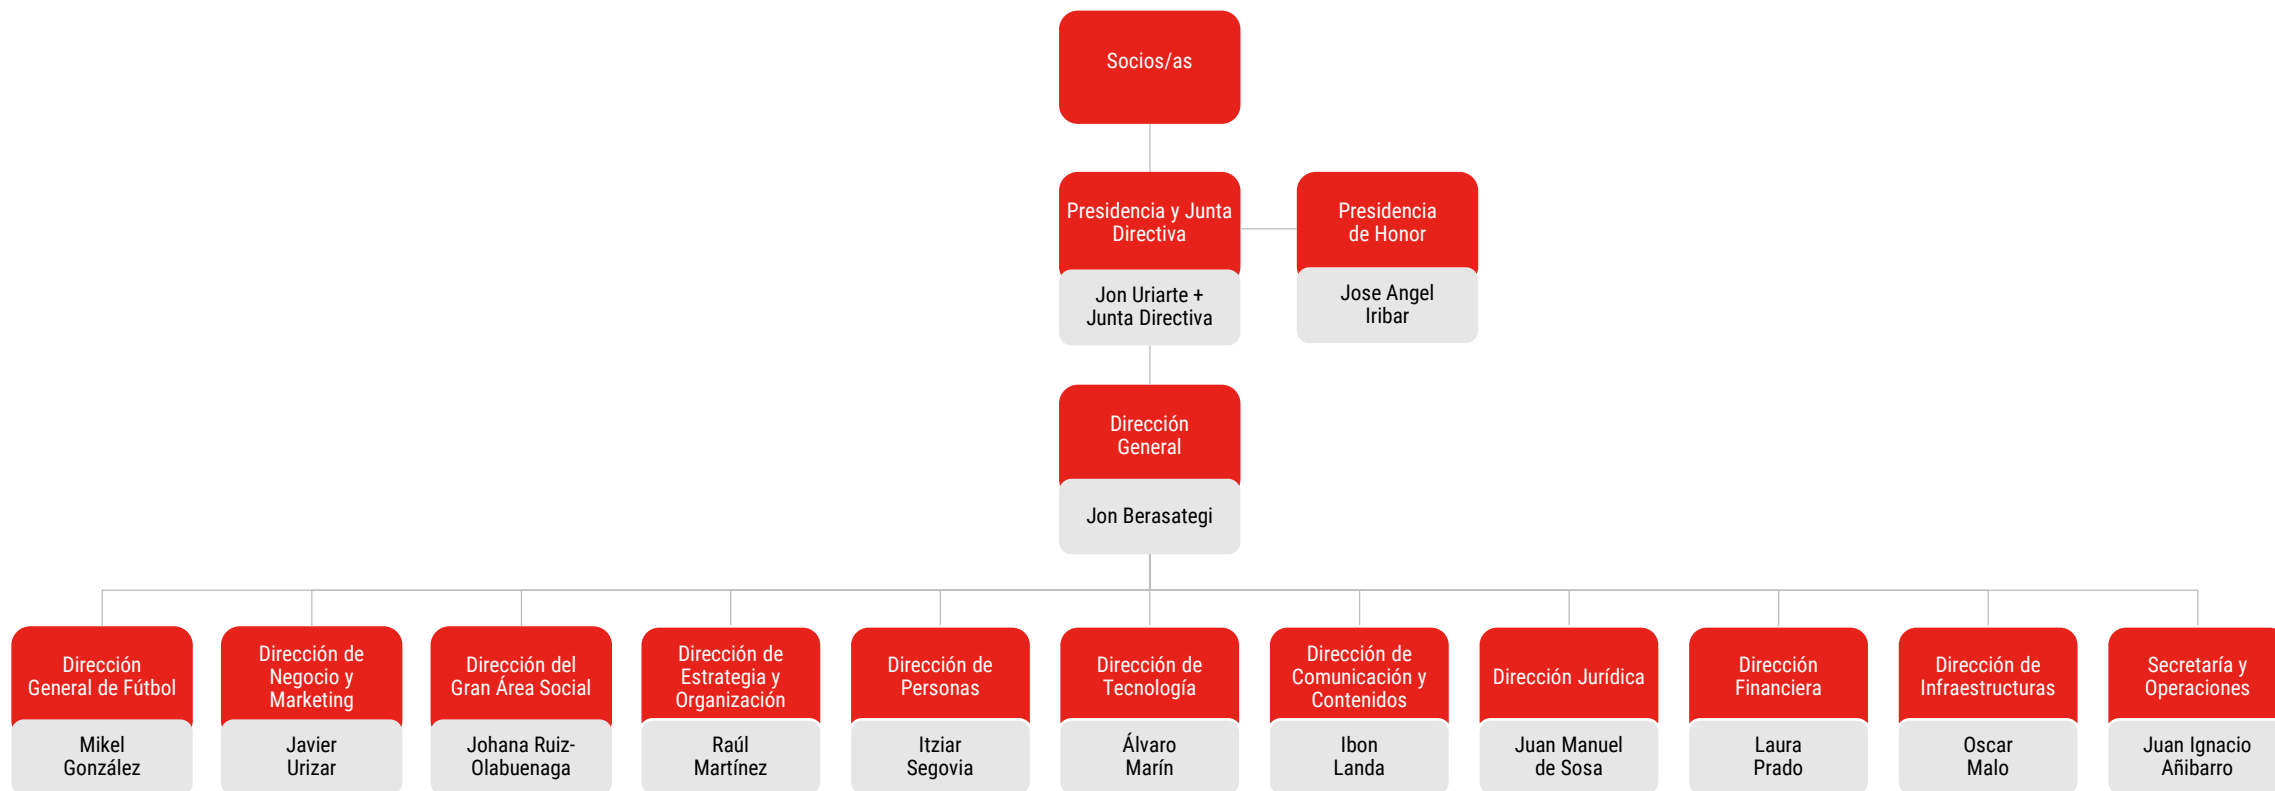 Socios/as
Presidencia y Junta
Directiva
Jon Uriarte +
Junta Directiva
Presidencia
de Honor
Jose Angel
Iribar
Dirección
General
Jon Berasategi
Dirección
General de Fútbol
Mikel
González
Dirección de
Negocio y
Marketing
Javier
Urizar
Dirección del
Gran Área Social
Johana Ruiz-
Olabuenaga
Dirección de
Estrategia y
Organización
Raúl
Martínez
Dirección de
Personas
Itziar
Segovia
Dirección de
Tecnología
Álvaro
Marín
Dirección de
Comunicación y
Contenidos
Ibon
Landa
Dirección Jurídica
Juan Manuel
de Sosa
Dirección
Financiera
Laura
Prado
Dirección de
Infraestructuras
Oscar
Malo
Secretaría y
Operaciones
Juan Ignacio
Añibarro